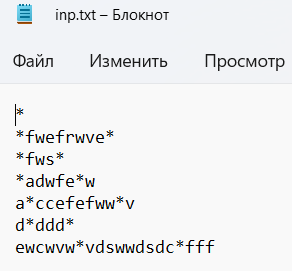 inp.txt – Блокнот
Файл Изменить Просмотр
*
*fwefrwve*
*fws*
*adwfe*w
a*ccefefww*v
d*ddd*
ewcwvw*vdswwdsdc*fff